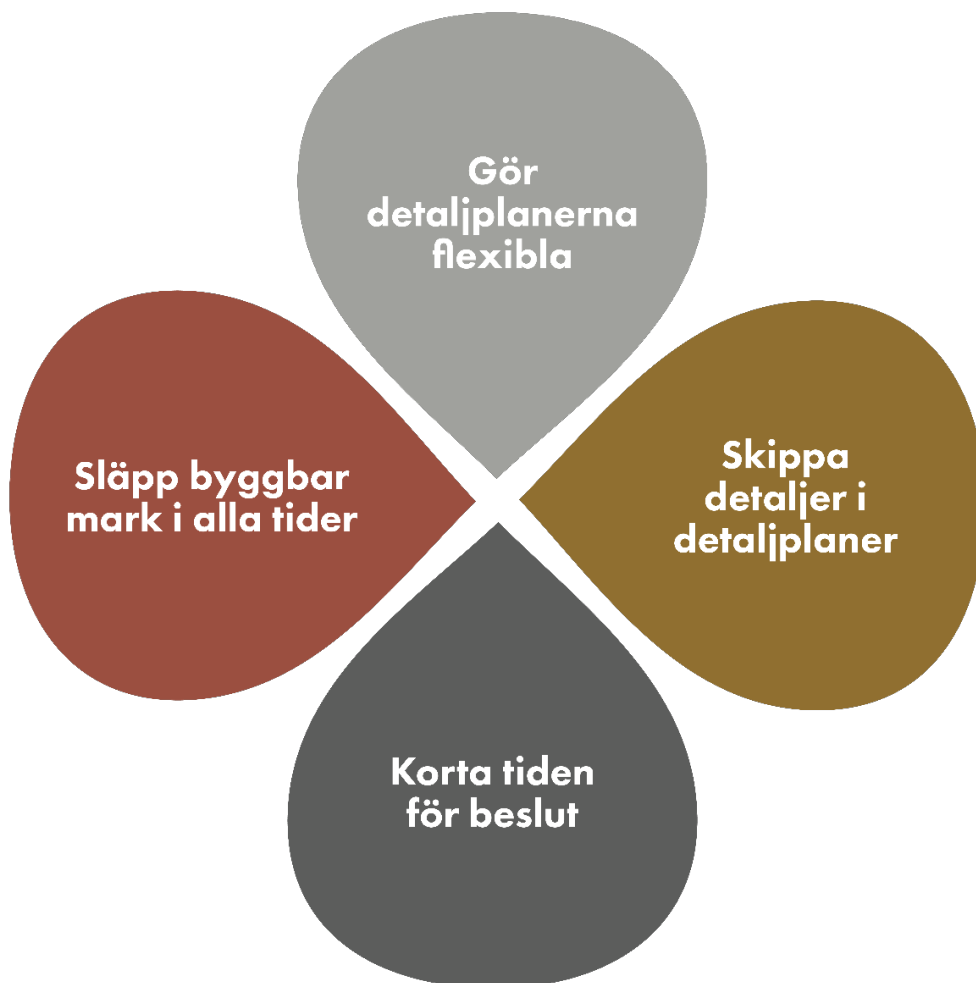 Gör
detaljplanerna
flexibla
Släpp byggbar
mark i alla tider
Skippa
detaljer i
detaljplaner
Korta tiden
för beslut